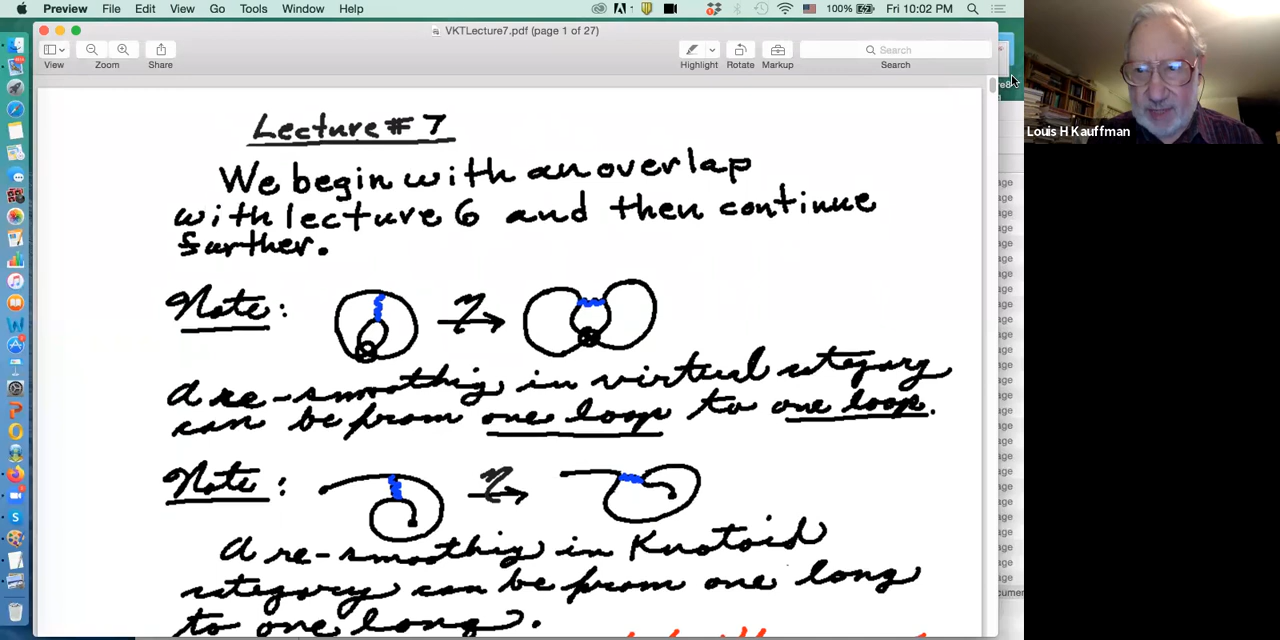 Preview File Edit View Go Tools Window Help 100% Fri 10:02 PM
VKTLecture7.pdf (page 1 of 27)
View Zoom Share Highlight Rotate Markup Search
Search
Louis H Kauffman
Lecture # 7
We begin with an overlap
with lecture 6 and then continue
further.
Note: η
A re-smoothig in virtual category
can be from one loop to one loop.
Note: η
A re-smoothig in Knotoid
category can be from one long
to one long.